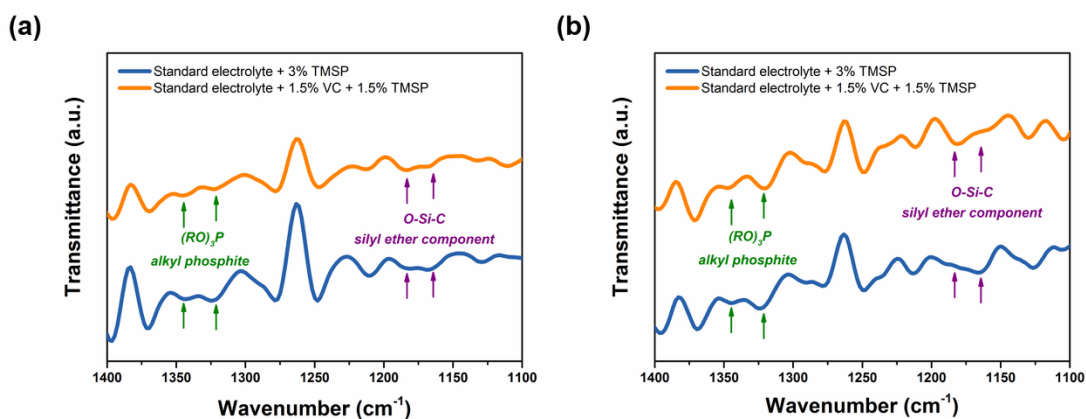 (a)
Standard electrolyte + 3% TMSP
Standard electrolyte + 1.5% VC + 1.5% TMSP
Transmittance (a.u.)
(RO)₃P
alkyl phosphite
O-Si-C
silyl ether component
1400 1350 1300 1250 1200 1150 1100
Wavenumber (cm⁻¹)
(b)
Standard electrolyte + 3% TMSP
Standard electrolyte + 1.5% VC + 1.5% TMSP
Transmittance (a.u.)
(RO)₃P
alkyl phosphite
O-Si-C
silyl ether component
1400 1350 1300 1250 1200 1150 1100
Wavenumber (cm⁻¹)